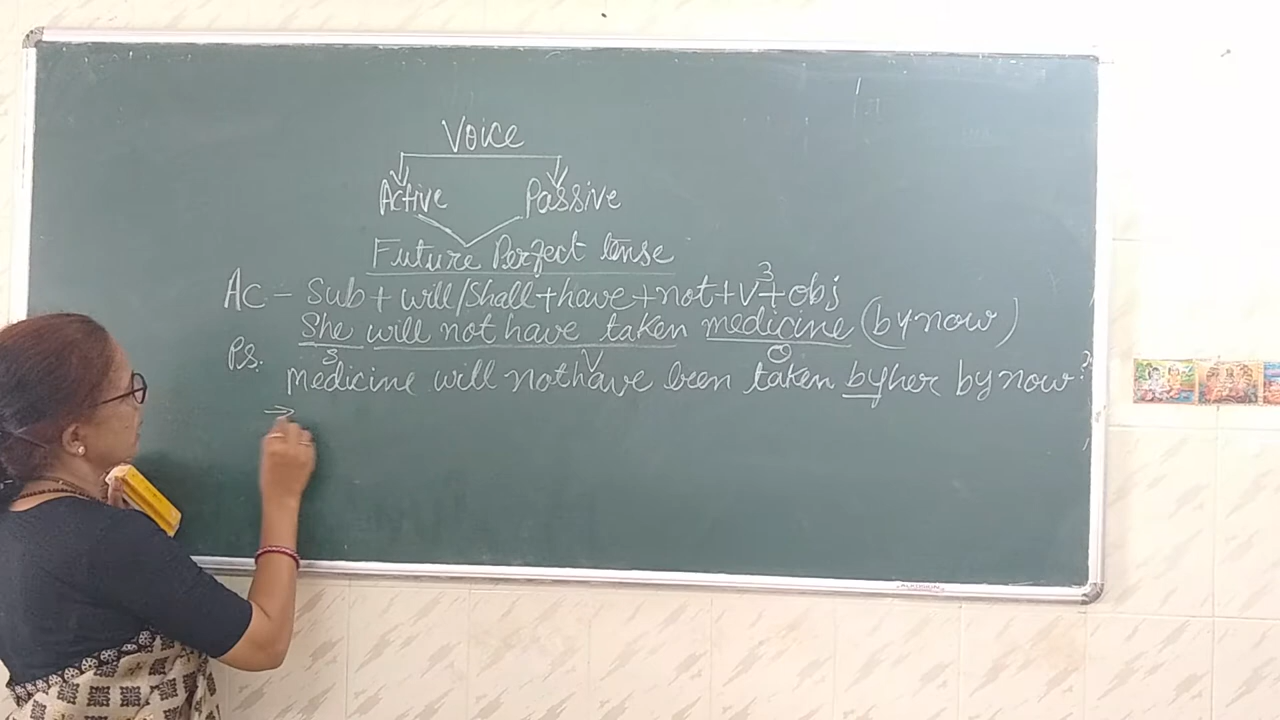 Voice
Active Passive
Future Perfect tense
AC - Sub + will/Shall + have + not + V3 + obj
She will not have taken medicine (by now)
S V O
PS. Medicine will not have been taken by her by now.
→